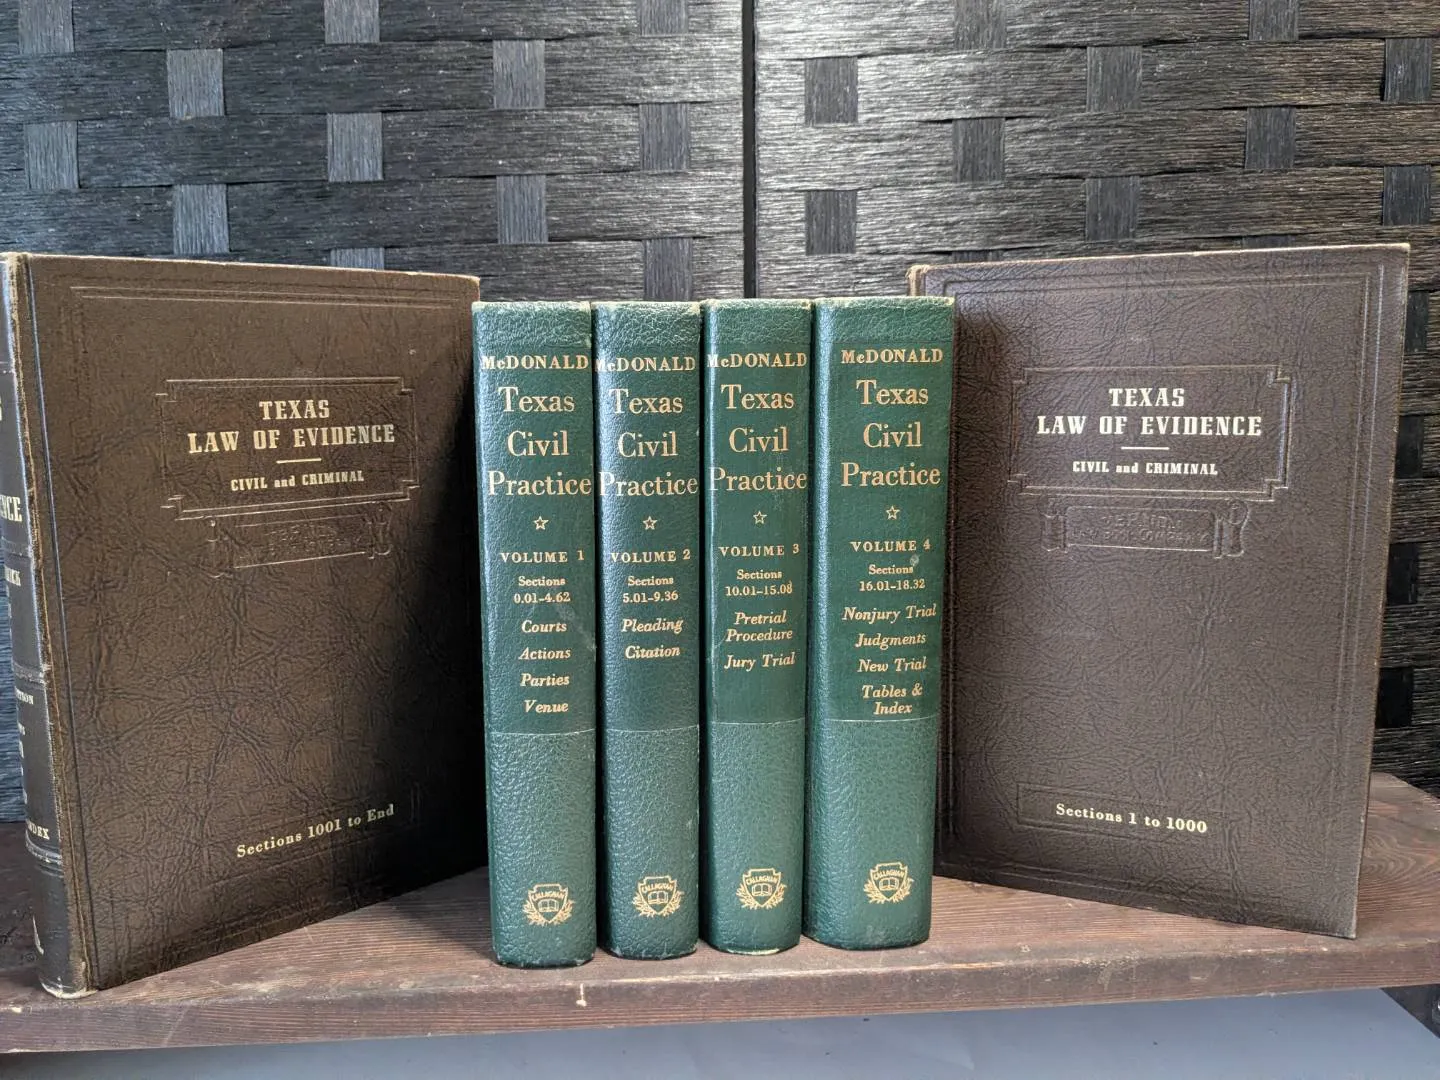 TEXAS
LAW OF EVIDENCE
CIVIL and CRIMINAL
Sections 1001 to End
McDONALD
Texas
Civil
Practice
VOLUME 1
Sections
0.01-4.62
Courts
Actions
Parties
Venue
CALLAGHAN
McDONALD
Texas
Civil
Practice
VOLUME 2
Sections
5.01-9.36
Pleading
Citation
CALLAGHAN
McDONALD
Texas
Civil
Practice
VOLUME 3
Sections
10.01-15.08
Pretrial
Procedure
Jury Trial
CALLAGHAN
McDONALD
Texas
Civil
Practice
VOLUME 4
Sections
16.01-18.32
Nonjury Trial
Judgments
New Trial
Tables &
Index
CALLAGHAN
TEXAS
LAW OF EVIDENCE
CIVIL and CRIMINAL
Sections 1 to 1000